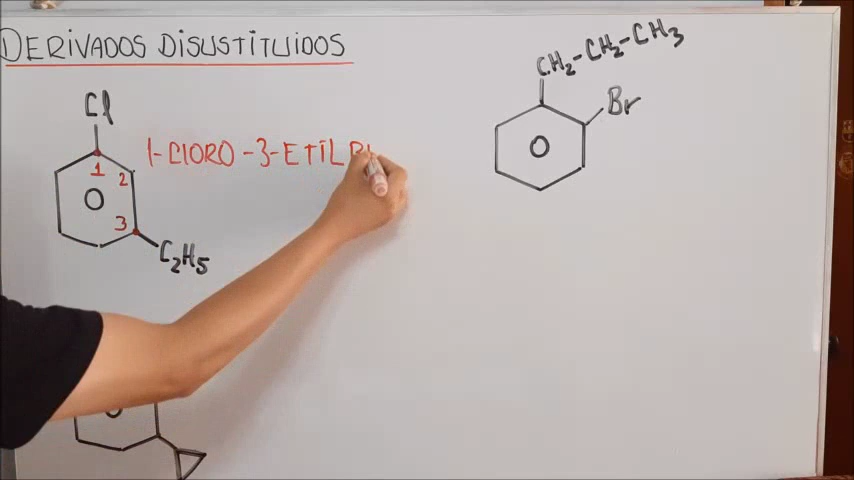 DERIVADOS DISUSTITUIDOS
Cl
1-CLORO-3-ETIL
1
2
3
C2H5
CH2-CH2-CH3
Br